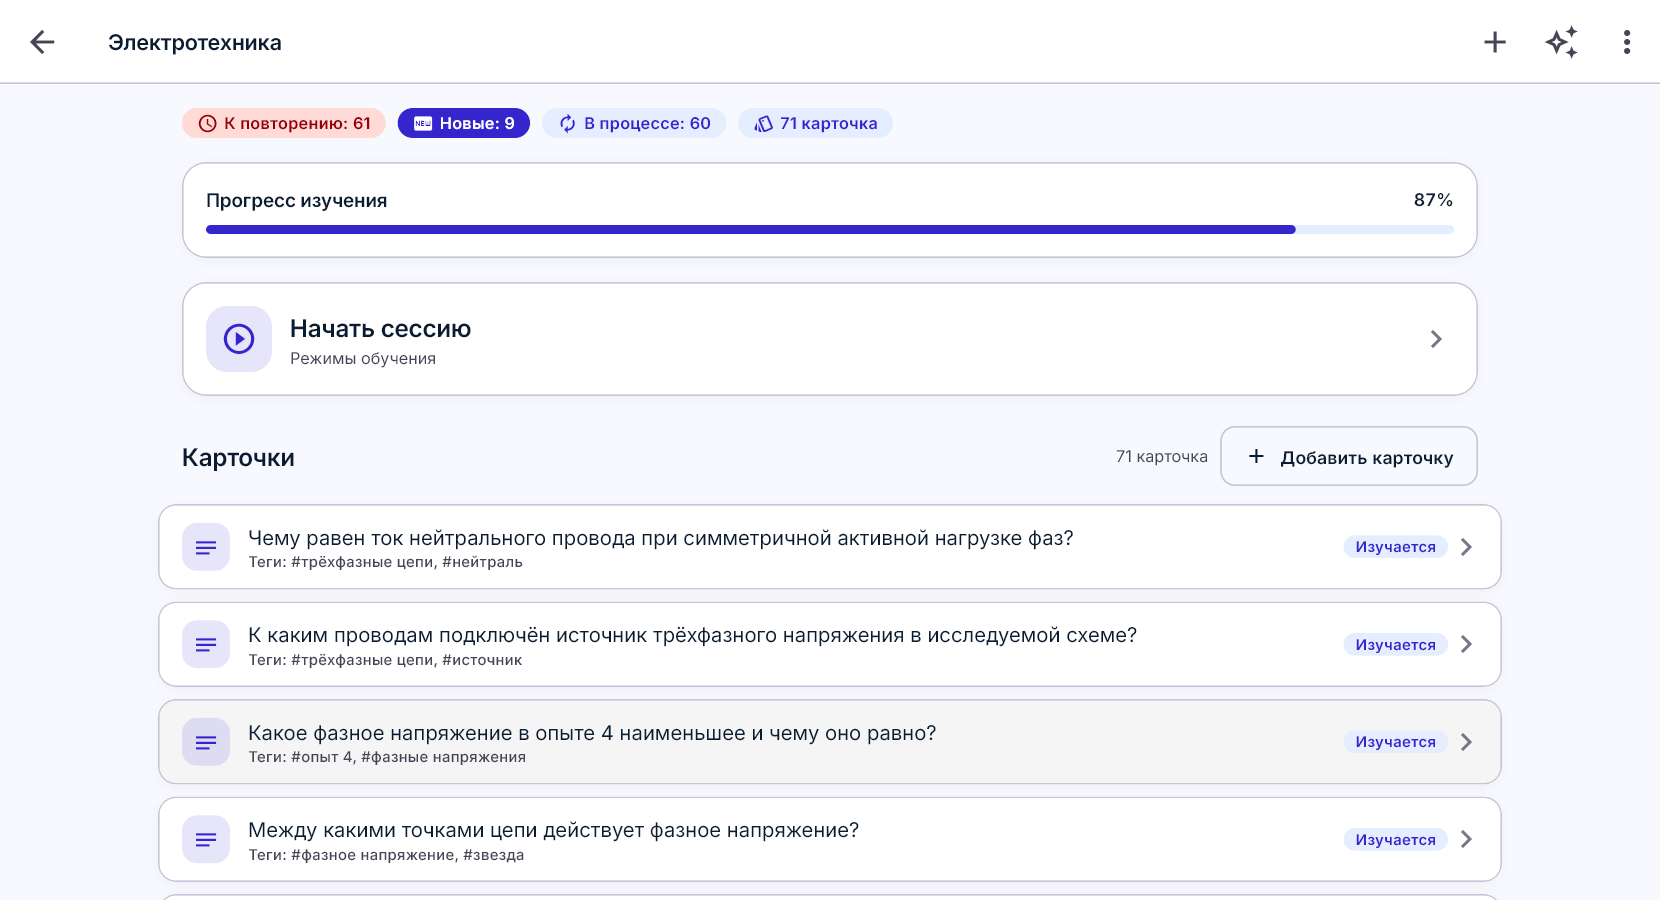 Электротехника
К повторению: 61
NEW Новые: 9
В процессе: 60
71 карточка
Прогресс изучения
87%
Начать сессию
Режимы обучения
Карточки
71 карточка
Добавить карточку
Чему равен ток нейтрального провода при симметричной активной нагрузке фаз?
Теги: #трёхфазные цепи, #нейтраль
Изучается
К каким проводам подключён источник трёхфазного напряжения в исследуемой схеме?
Теги: #трёхфазные цепи, #источник
Изучается
Какое фазное напряжение в опыте 4 наименьшее и чему оно равно?
Теги: #опыт 4, #фазные напряжения
Изучается
Между какими точками цепи действует фазное напряжение?
Теги: #фазное напряжение, #звезда
Изучается